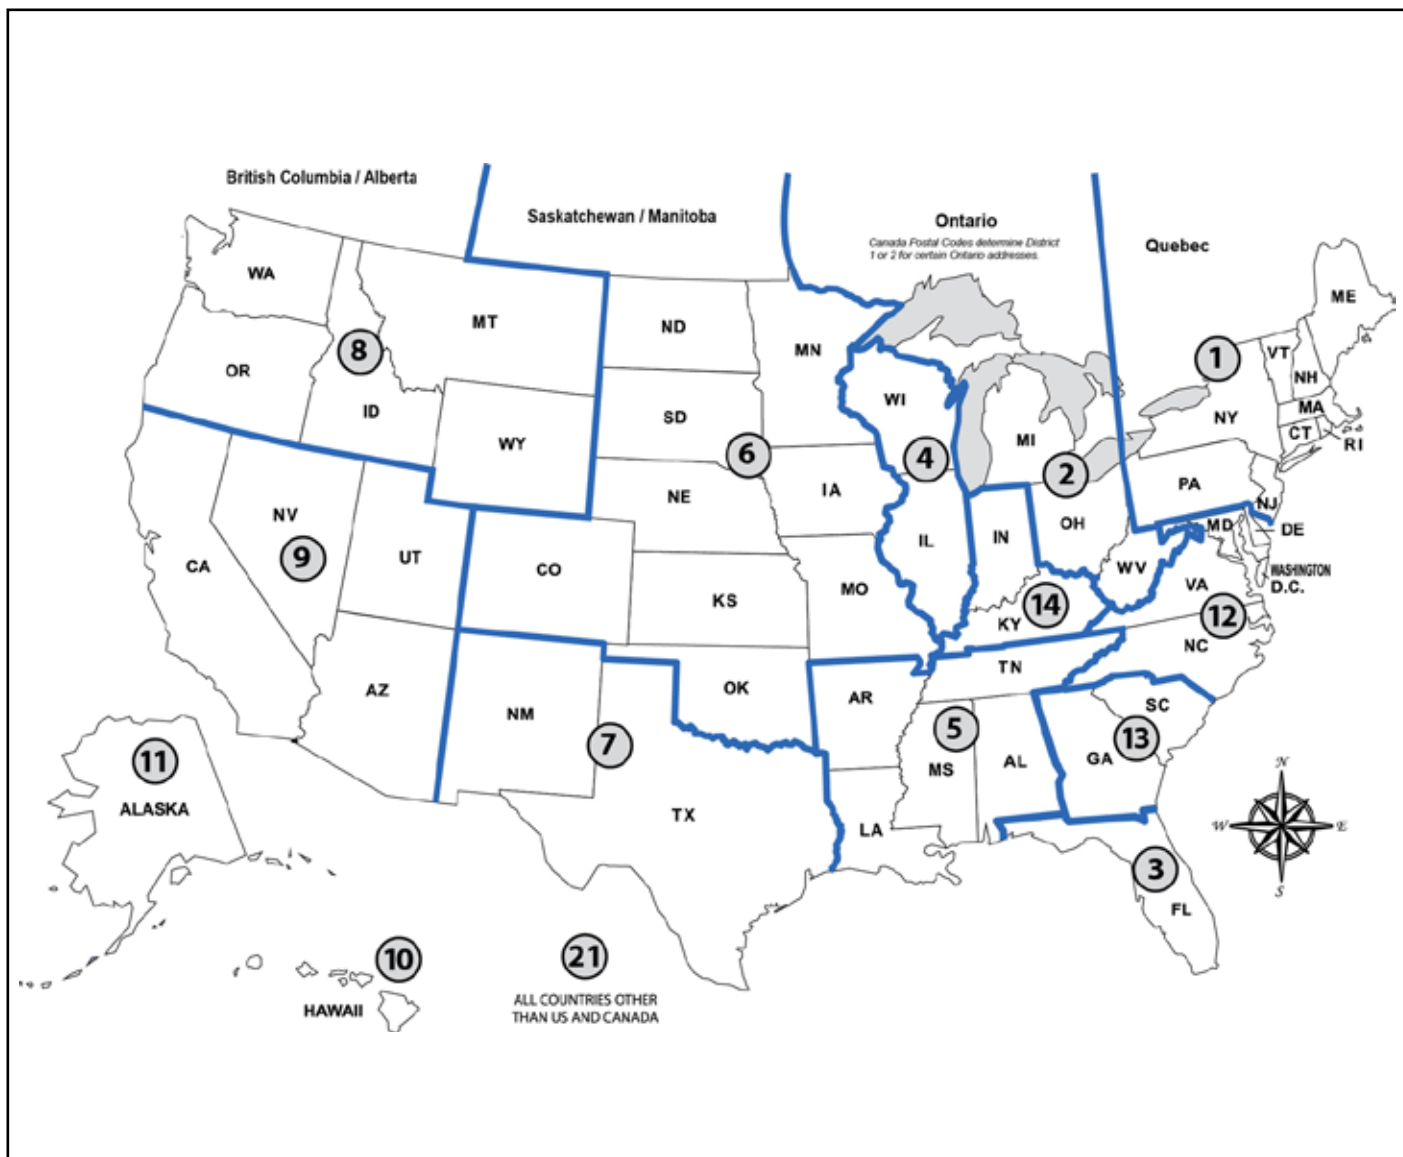 British Columbia / Alberta
Saskatchewan / Manitoba
Ontario
Canada Postal Codes determine District
1 or 2 for certain Ontario addresses.
Quebec
WA
MT
ND
MN
ME
OR
8
ID
WY
SD
WI
MI
1
VT
NH
NY
MA
CT
RI
6
4
2
NE
IA
PA
NJ
NV
9
UT
CA
CO
KS
MO
IL
IN
OH
WV
MD
DE
WASHINGTON
D.C.
VA
12
14
KY
NC
AZ
NM
OK
AR
TN
SC
7
5
13
GA
MS
AL
TX
LA
3
FL
11
ALASKA
10
HAWAII
21
ALL COUNTRIES OTHER
THAN US AND CANADA
N
W
E
S